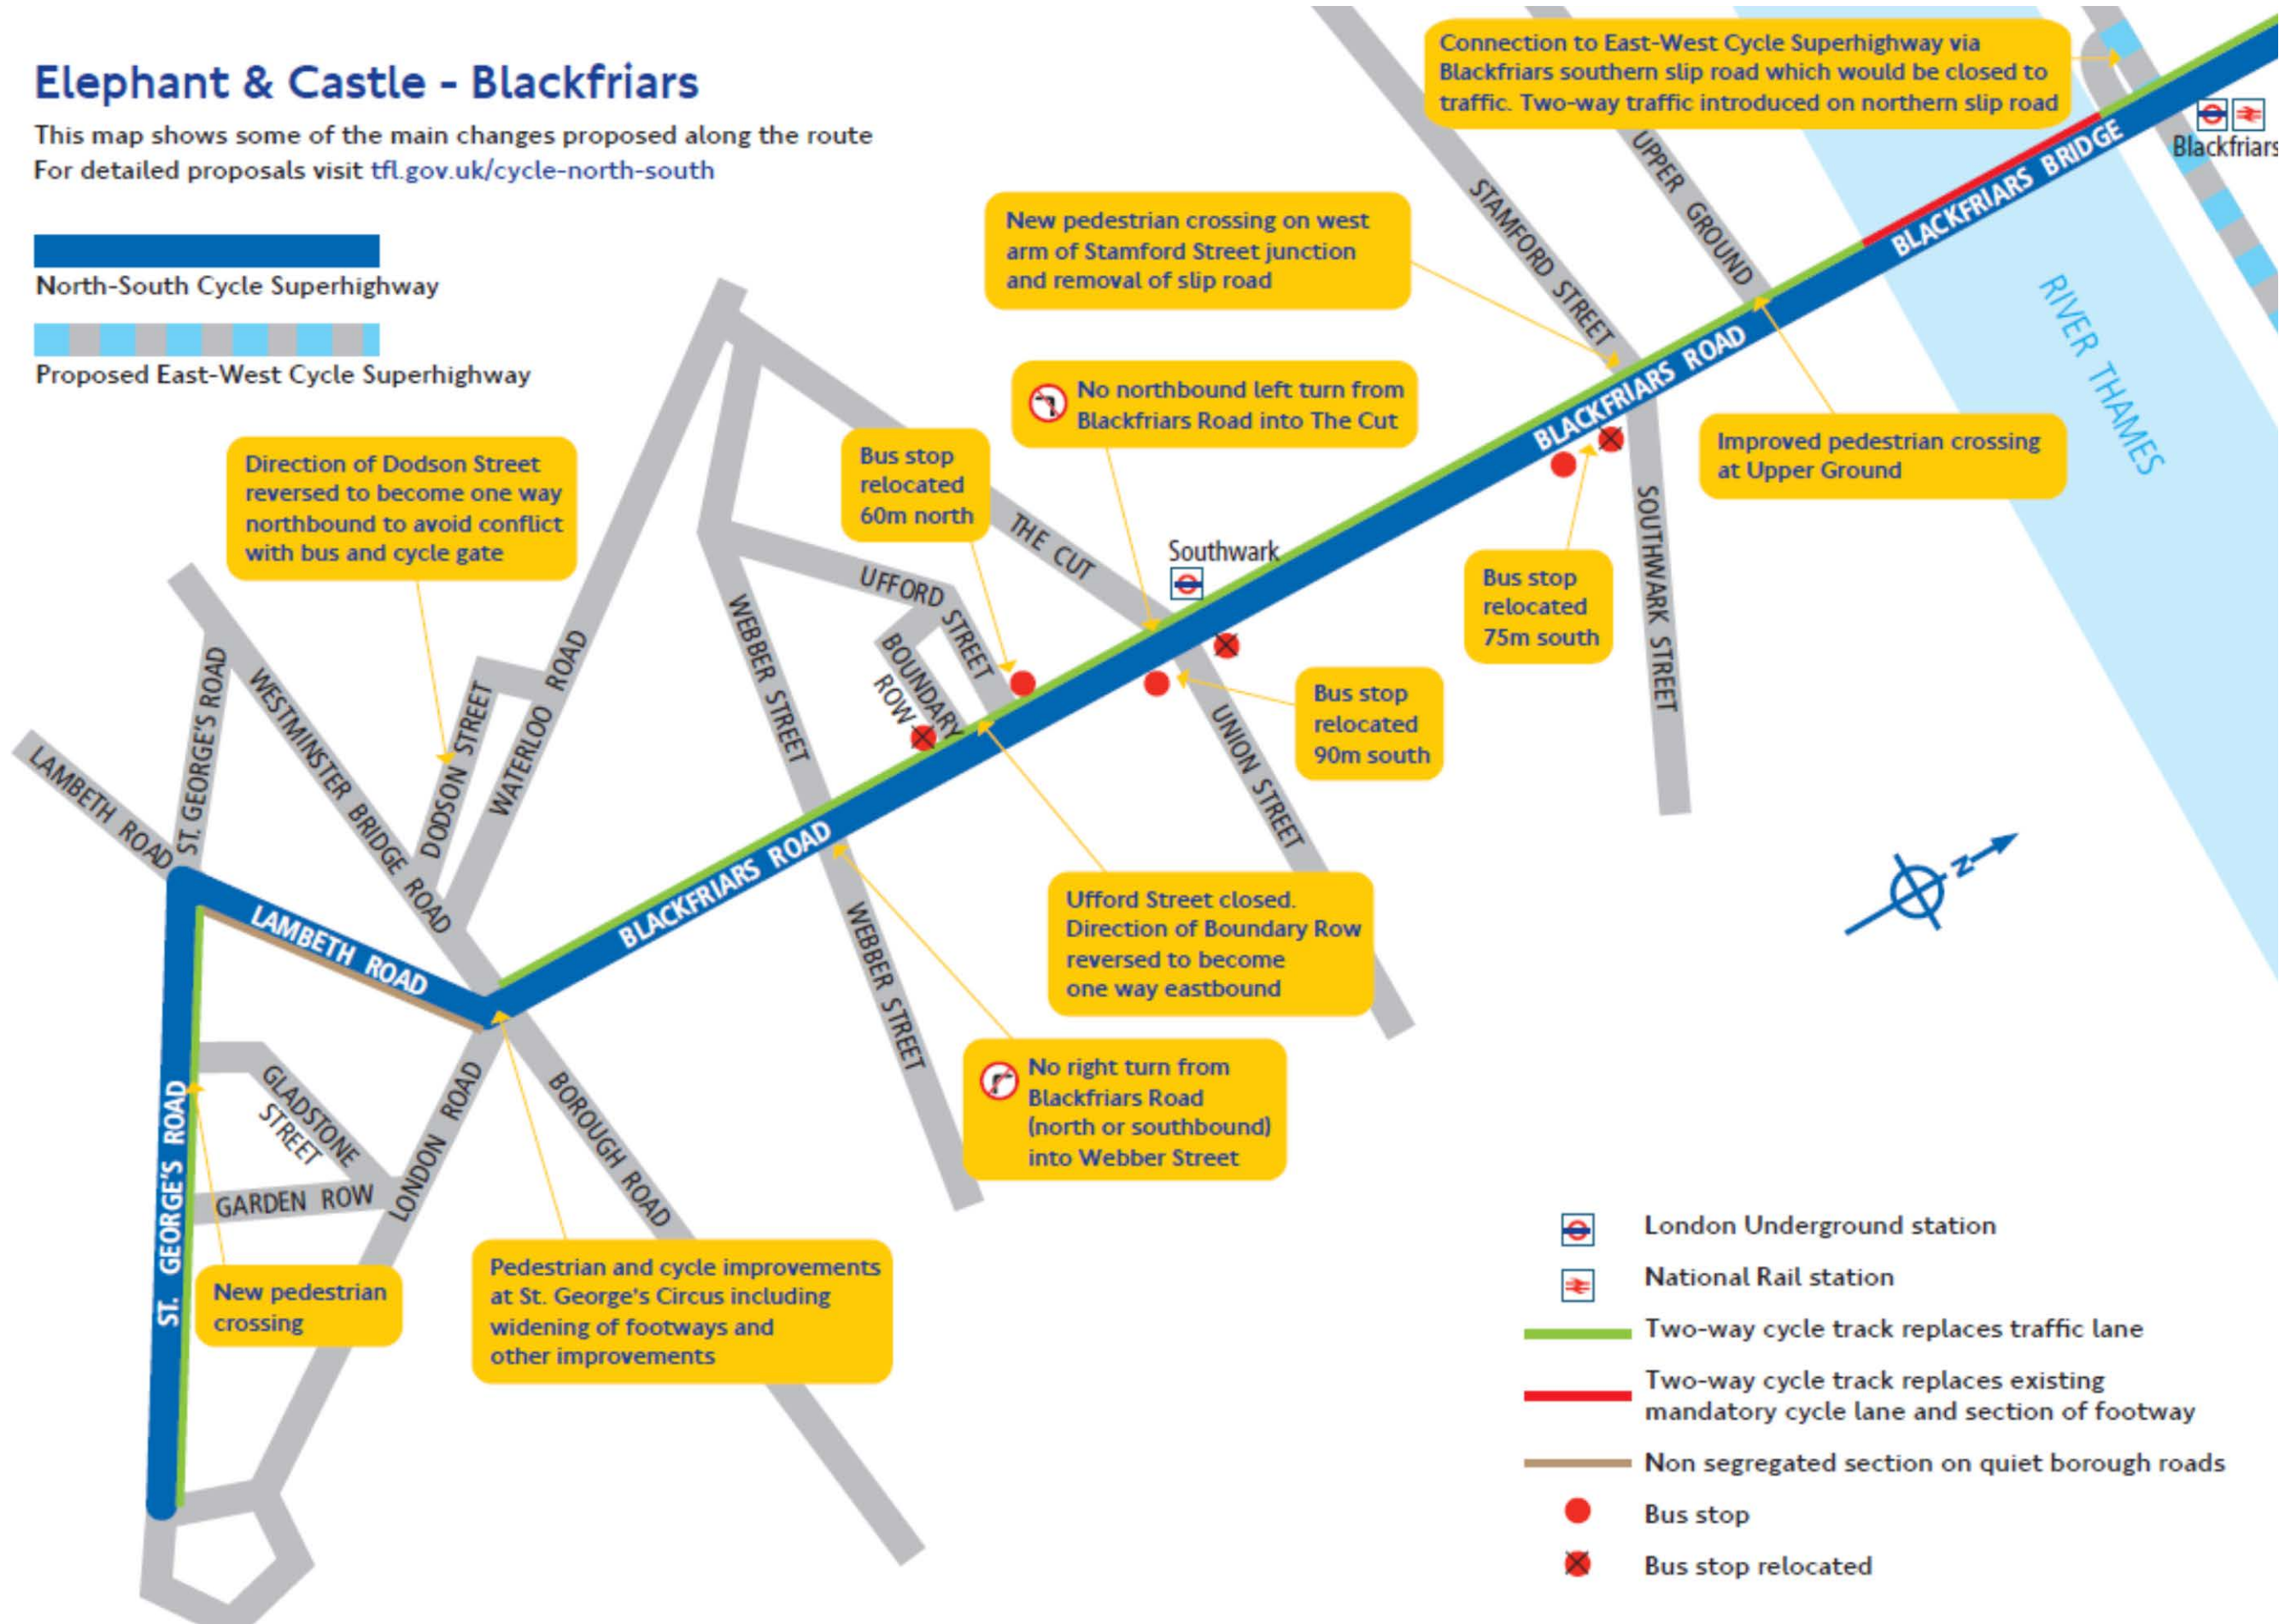 Elephant & Castle - Blackfriars
This map shows some of the main changes proposed along the route
For detailed proposals visit tfl.gov.uk/cycle-north-south
North-South Cycle Superhighway
Proposed East-West Cycle Superhighway
Connection to East-West Cycle Superhighway via
Blackfriars southern slip road which would be closed to
traffic. Two-way traffic introduced on northern slip road
Blackfriars
BLACKFRIARS BRIDGE
UPPER GROUND
STAMFORD STREET
RIVER THAMES
New pedestrian crossing on west
arm of Stamford Street junction
and removal of slip road
No northbound left turn from
Blackfriars Road into The Cut
BLACKFRIARS ROAD
Improved pedestrian crossing
at Upper Ground
Direction of Dodson Street
reversed to become one way
northbound to avoid conflict
with bus and cycle gate
Bus stop
relocated
60m north
THE CUT
Southwark
Bus stop
relocated
75m south
SOUTHWARK STREET
UFFORD STREET
BOUNDARY
ROW
WEBBER STREET
Bus stop
relocated
90m south
UNION STREET
ST. GEORGE'S ROAD
WESTMINSTER BRIDGE ROAD
DODSON STREET
WATERLOO ROAD
LAMBETH ROAD
LAMBETH ROAD
BLACKFRIARS ROAD
WEBBER STREET
Ufford Street closed.
Direction of Boundary Row
reversed to become
one way eastbound
N
No right turn from
Blackfriars Road
(north or southbound)
into Webber Street
GLADSTONE
STREET
LONDON ROAD
BOROUGH ROAD
GARDEN ROW
ST. GEORGE'S ROAD
New pedestrian
crossing
Pedestrian and cycle improvements
at St. George's Circus including
widening of footways and
other improvements
London Underground station
National Rail station
Two-way cycle track replaces traffic lane
Two-way cycle track replaces existing
mandatory cycle lane and section of footway
Non segregated section on quiet borough roads
Bus stop
Bus stop relocated